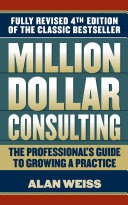 FULLY REVISED 4TH EDITION
OF THE CLASSIC BESTSELLER
MILLION
DOLLAR
CONSULTING
THE PROFESSIONAL'S GUIDE
TO GROWING A PRACTICE
ALAN WEISS